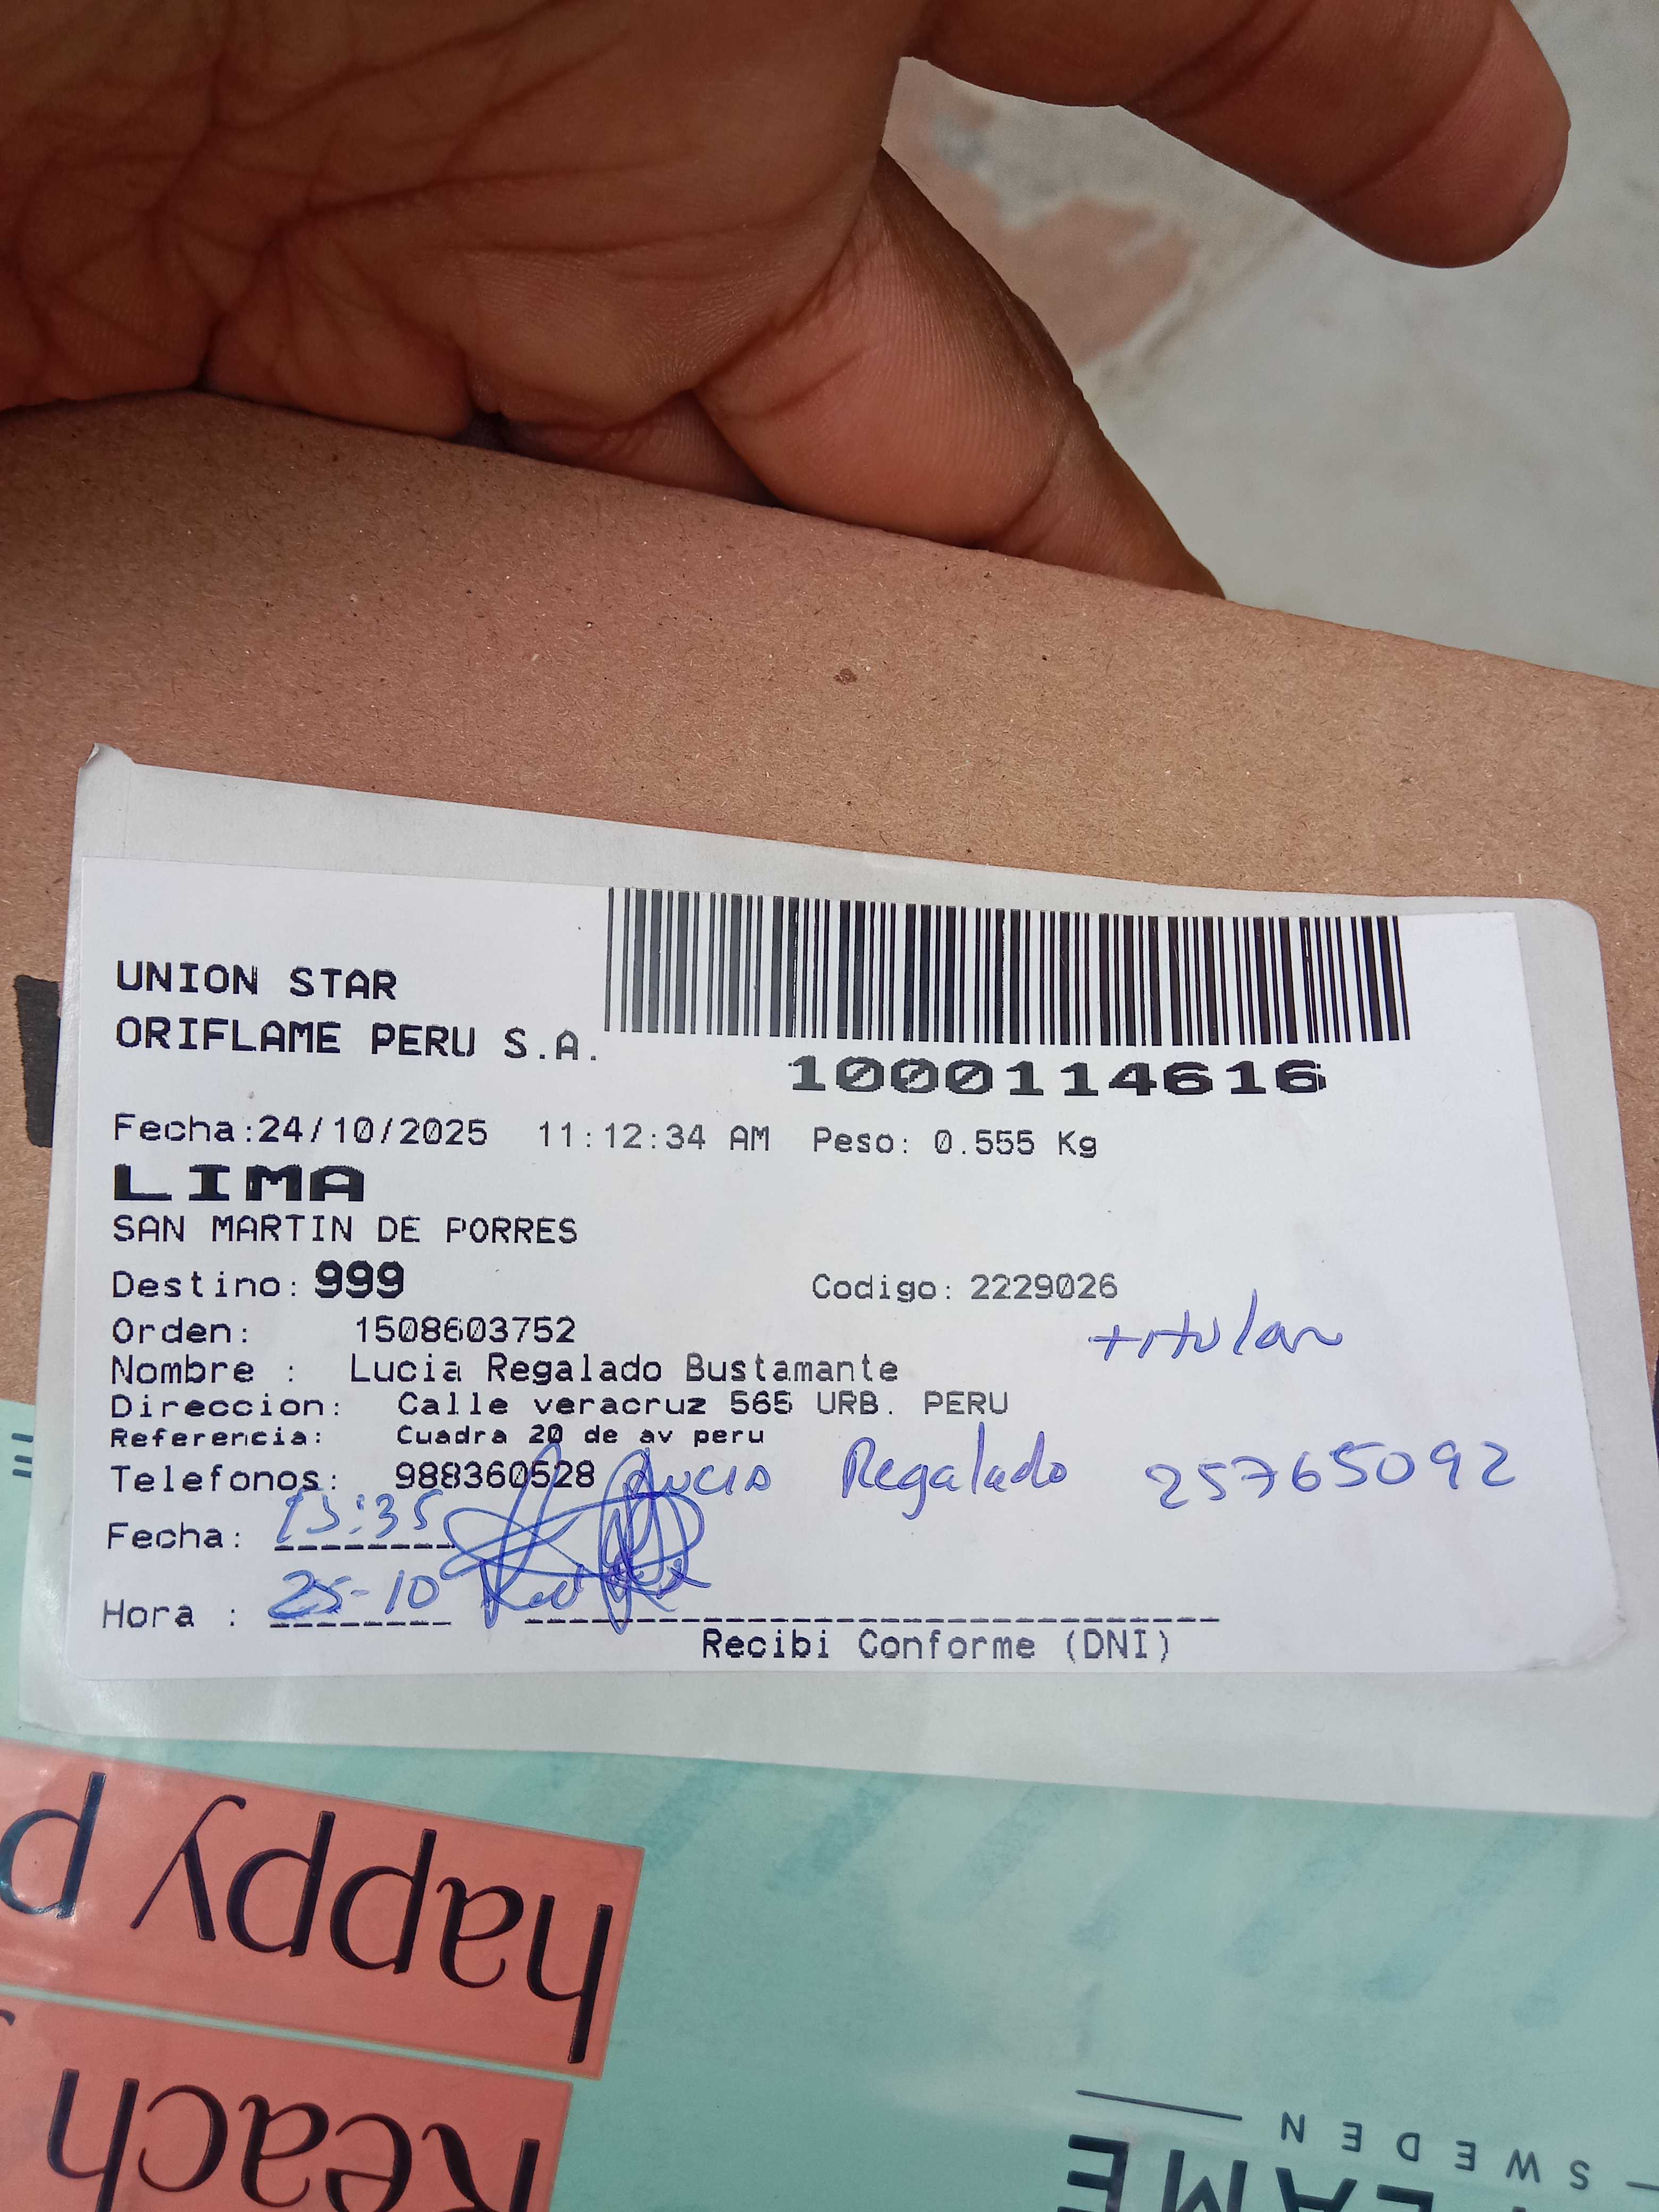 UNION STAR
ORIFLAME PERU S.A.
1000114616
Fecha:24/10/2025 11:12:34 AM Peso: 0.555 Kg
LIMA
SAN MARTIN DE PORRES
Destino: 999 Codigo: 2229026
Orden: 1508603752 titular
Nombre : Lucia Regalado Bustamante
Direccion: Calle veracruz 565 URB. PERU
Referencia: Cuadra 20 de av peru
Telefonos: 988360528 Lucia Regalado 25765092
Fecha: 13:35
Hora : 25-10
Recibi Conforme (DNI)
happy p
Reach
SWEDEN
LAME